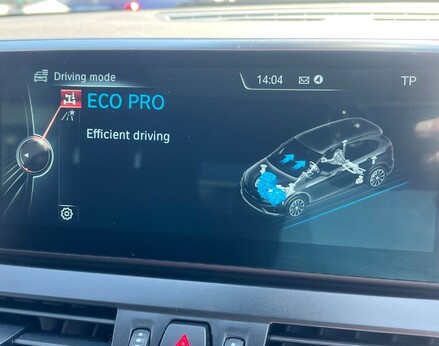 Driving mode
14:04
TP
ECO PRO
Efficient driving